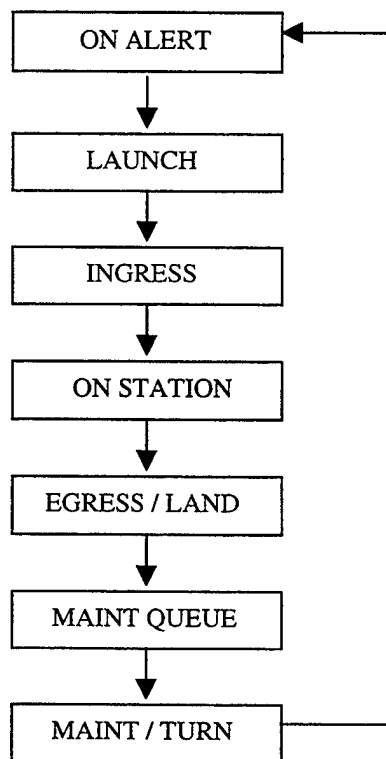 ON ALERT
LAUNCH
INGRESS
ON STATION
EGRESS / LAND
MAINT QUEUE
MAINT / TURN